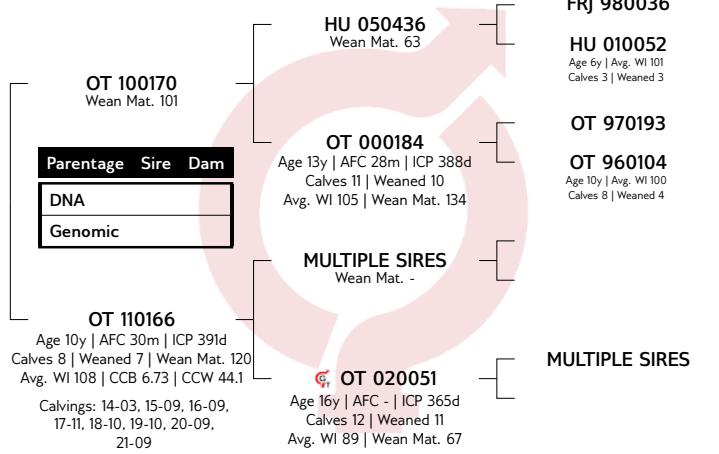 FRJ 980036
HU 050436
Wean Mat. 63
HU 010052
Age 6y | Avg. WI 101
Calves 3 | Weaned 3
OT 100170
Wean Mat. 101
OT 000184
Age 13y | AFC 28m | ICP 388d
Calves 11 | Weaned 10
Avg. WI 105 | Wean Mat. 134
OT 970193
OT 960104
Age 10y | Avg. WI 100
Calves 8 | Weaned 4
Parentage Sire Dam
DNA
Genomic
MULTIPLE SIRES
Wean Mat. -
OT 110166
Age 10y | AFC 30m | ICP 391d
Calves 8 | Weaned 7 | Wean Mat. 120
Avg. WI 108 | CCB 6.73 | CCW 44.1
Calvings: 14-03, 15-09, 16-09,
17-11, 18-10, 19-10, 20-09,
21-09
OT 020051
Age 16y | AFC - | ICP 365d
Calves 12 | Weaned 11
Avg. WI 89 | Wean Mat. 67
MULTIPLE SIRES